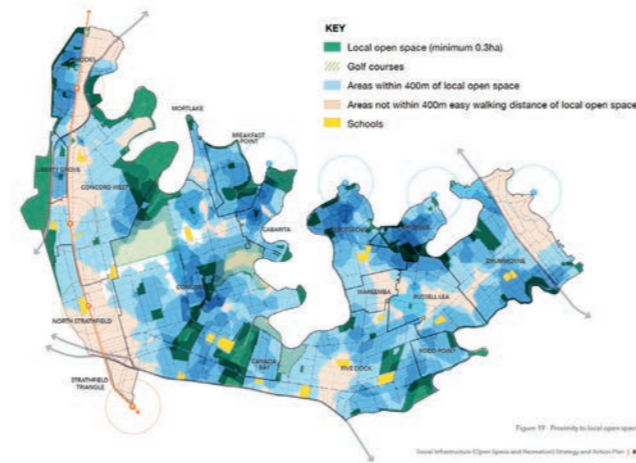 KEY
Local open space (minimum 0.3ha)
Golf courses
Areas within 400m of local open space
Areas not within 400m easy walking distance of local open space
Schools
RHODES
MORTLAKE
BREAKFAST
POINT
LIBERTY GROVE
CONCORD WEST
CABARITA
CONCORD
NORTH STRATHFIELD
STRATHFIELD
TRIANGLE
CANADA
BAY
FIVE DOCK
WAREEMBA
RUSSELL LEA
DRUMMOYNE
RODD POINT
Figure 19 - Proximity to local open space
Social Infrastructure (Open Space and Recreation) Strategy and Action Plan |